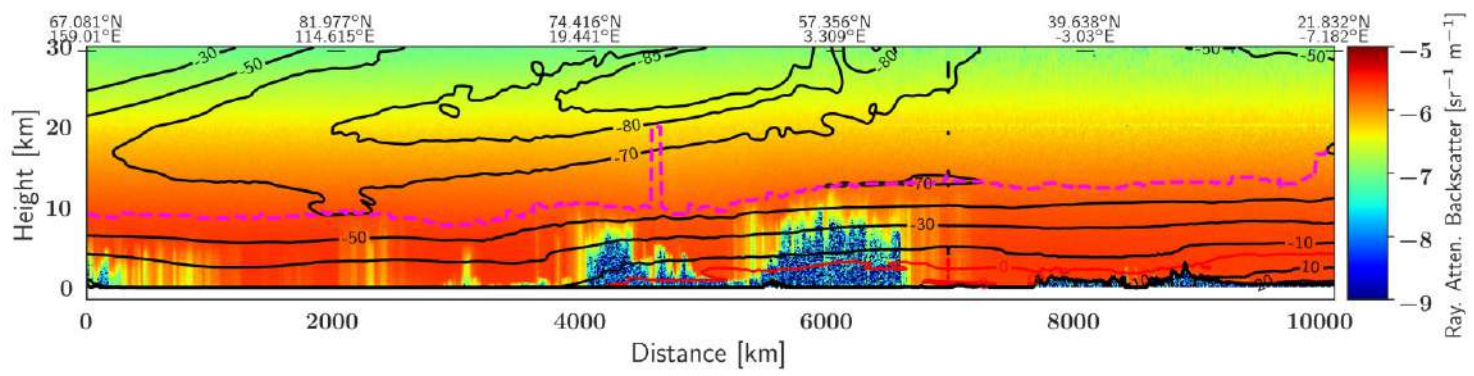 67.081°N 81.977°N 74.416°N 57.356°N 39.638°N 21.832°N
159.01°E 114.615°E 19.441°E 3.309°E -3.03°E -7.182°E
30 -30 -50 -85 -80 -50 -50 -5
20 -80 -6
-70
-70 -7
10
-50 -30 -8
-10
0 10
0 -10 20 -9
0 2000 4000 6000 8000 10000
Height [km]
Distance [km]
Ray. Atten. Backscatter [sr⁻¹ m⁻¹]